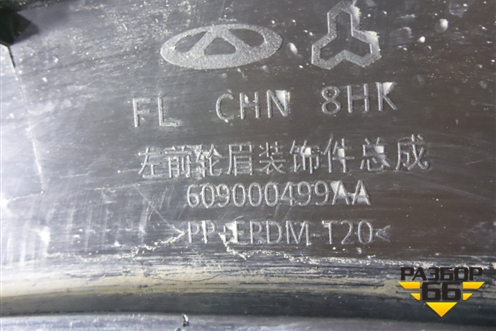 FL CHN 8HK
左前轮眉装饰件总成
609000499AA
>PP+EPDM-T20<
РАЗБОР
66